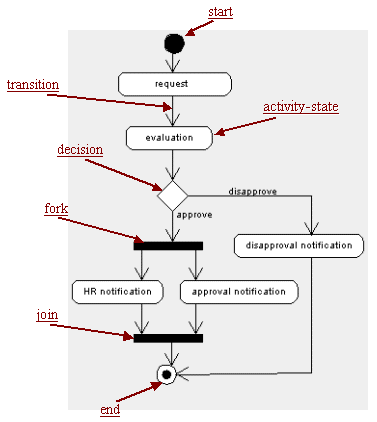 start
request
transition
activity-state
evaluation
decision
disapprove
approve
fork
disapproval notification
HR notification
approval notification
join
end